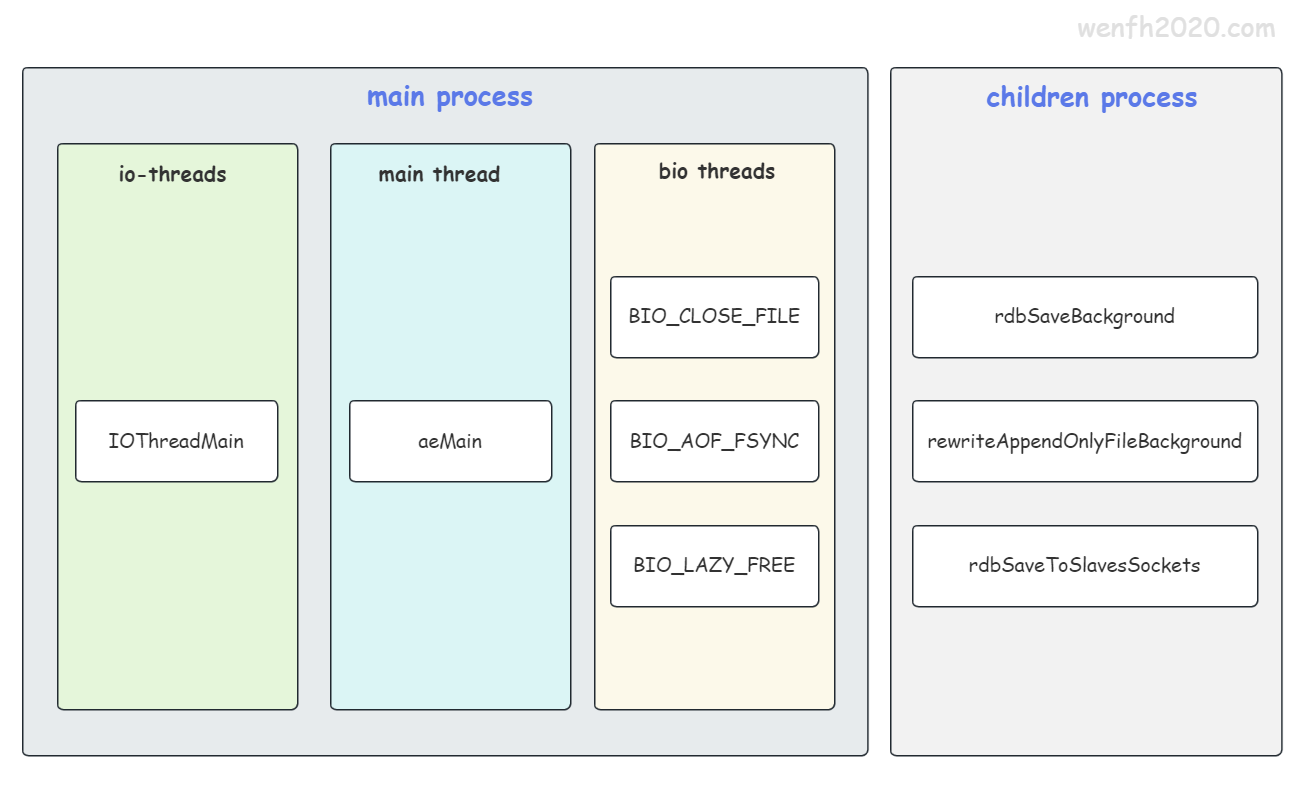 wenfh2020.com
main process
io-threads
IOThreadMain
main thread
aeMain
bio threads
BIO_CLOSE_FILE
BIO_AOF_FSYNC
BIO_LAZY_FREE
children process
rdbSaveBackground
rewriteAppendOnlyFileBackground
rdbSaveToSlavesSockets